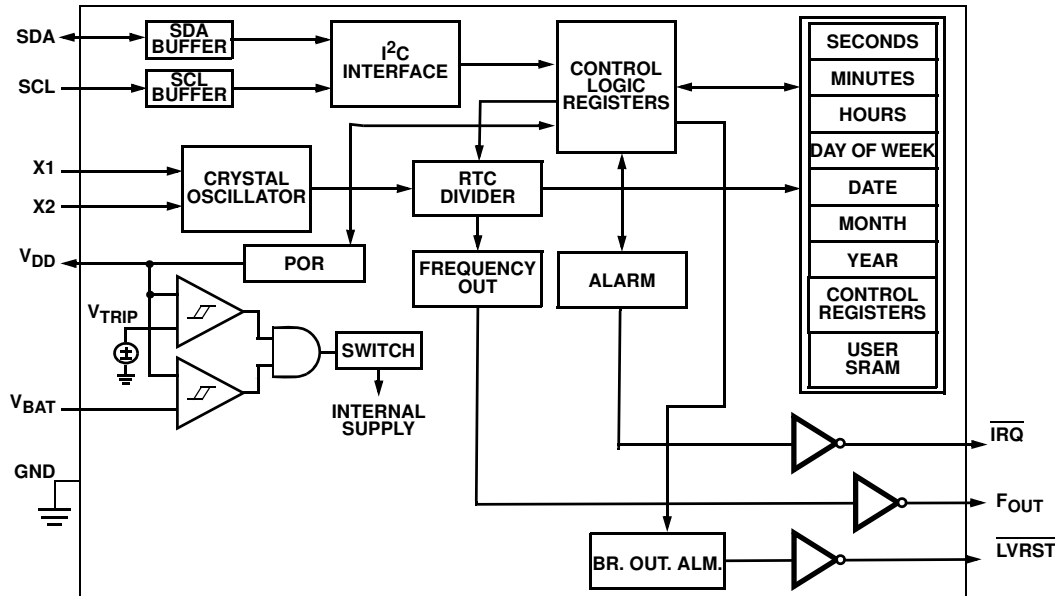 SDA
SDA
BUFFER
SCL
SCL
BUFFER
I²C
INTERFACE
CONTROL
LOGIC
REGISTERS
SECONDS
MINUTES
HOURS
DAY OF WEEK
DATE
MONTH
YEAR
CONTROL
REGISTERS
USER
SRAM
X1
X2
CRYSTAL
OSCILLATOR
RTC
DIVIDER
VDD
POR
FREQUENCY
OUT
ALARM
VTRIP
SWITCH
INTERNAL
SUPPLY
VBAT
GND
IRQ
FOUT
BR. OUT. ALM.
LVRST